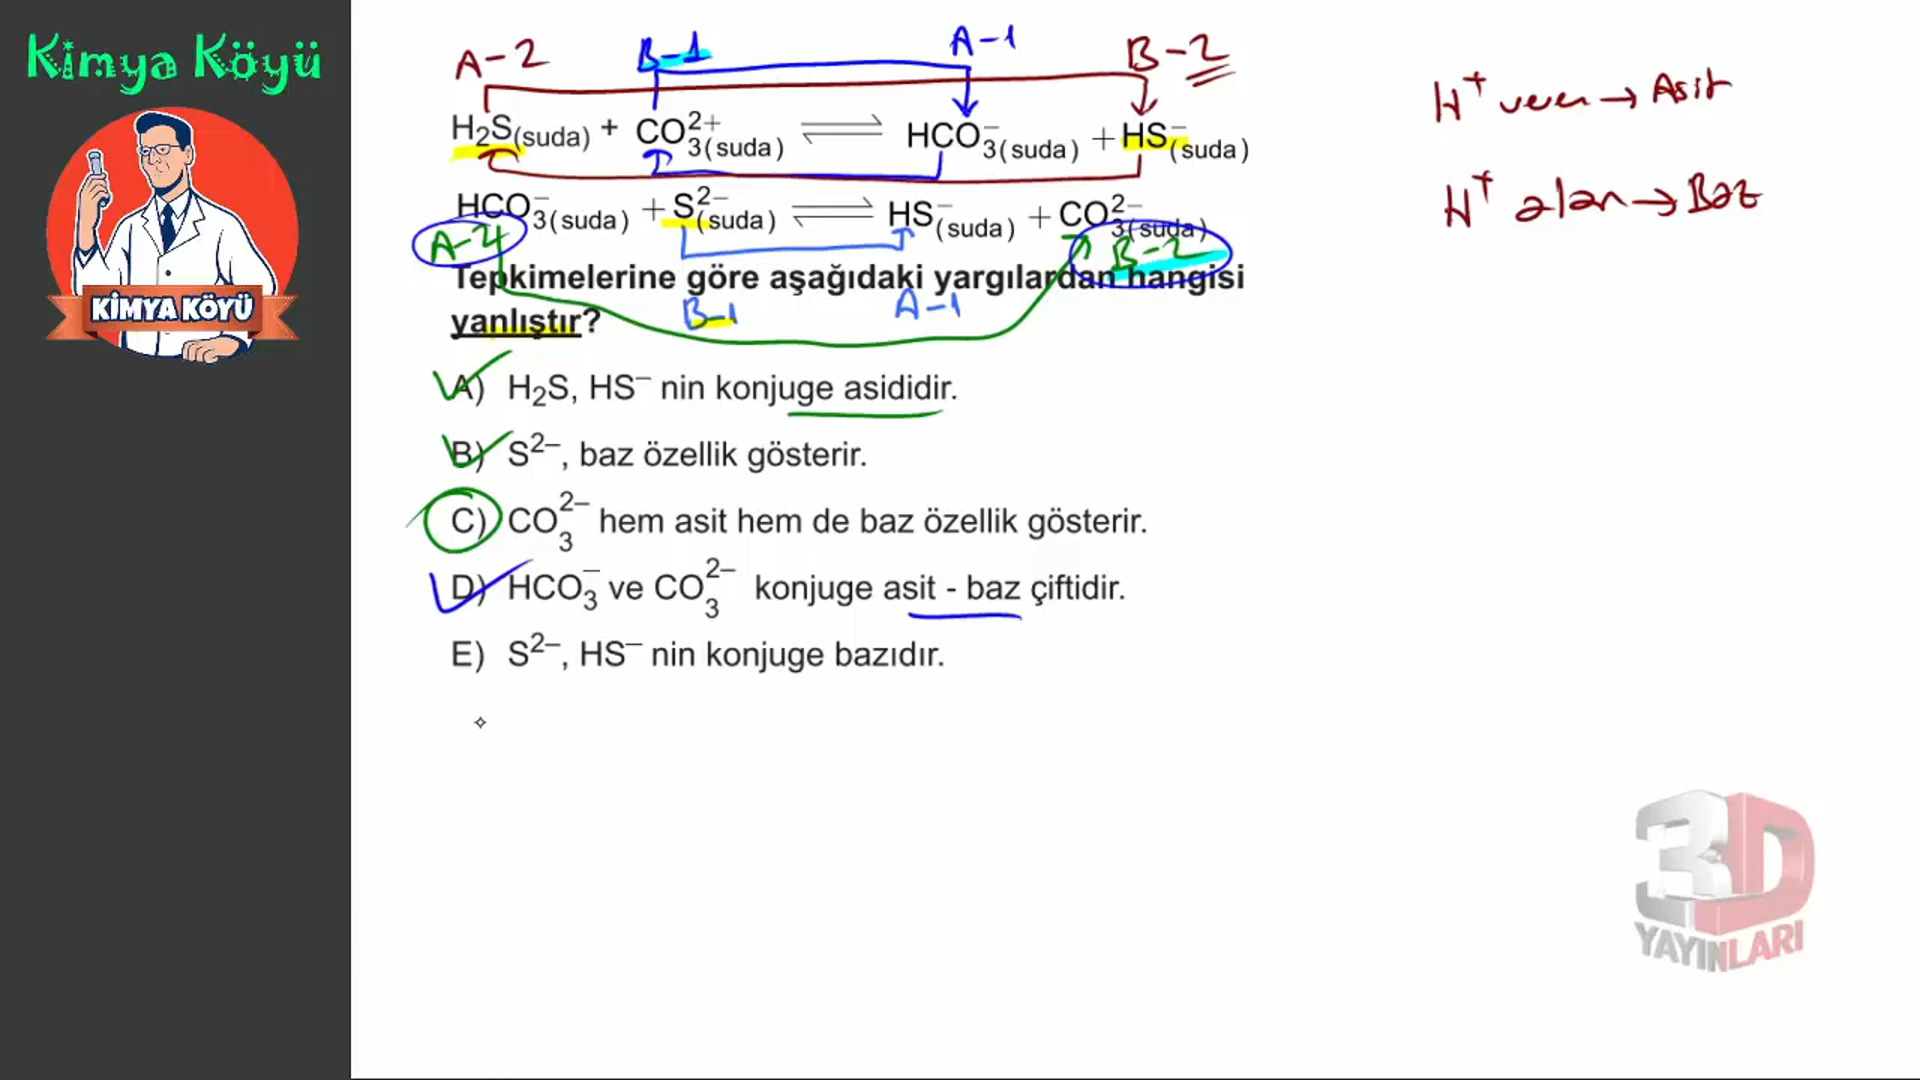 Kimya Köyü
KİMYA KÖYÜ
A-2 B-1 A-1 B-2
H₂S(suda) + CO₃²⁺(suda) ⇌ HCO₃⁻(suda) + HS⁻(suda)
HCO₃⁻(suda) + S²⁻(suda) ⇌ HS⁻(suda) + CO₃²⁻(suda)
A-2 B-2
Tepkimelerine göre aşağıdaki yargılardan hangisi
B-1 A-1
yanlıştır?
A) H₂S, HS⁻ nin konjuge asididir.
B) S²⁻, baz özellik gösterir.
C) CO₃²⁻ hem asit hem de baz özellik gösterir.
D) HCO₃⁻ ve CO₃²⁻ konjuge asit - baz çiftidir.
E) S²⁻, HS⁻ nin konjuge bazıdır.
H⁺ veren → Asit
H⁺ alan → Baz
3D
YAYINLARI